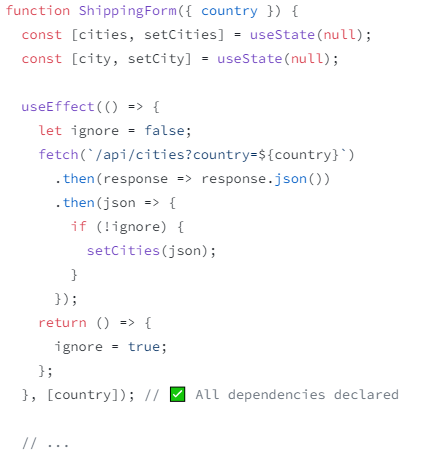 function ShippingForm({ country }) {
  const [cities, setCities] = useState(null);
  const [city, setCity] = useState(null);

  useEffect(() => {
    let ignore = false;
    fetch(`/api/cities?country=${country}`)
      .then(response => response.json())
      .then(json => {
        if (!ignore) {
          setCities(json);
        }
      });
    return () => {
      ignore = true;
    };
  }, [country]); // ✅ All dependencies declared

  // ...